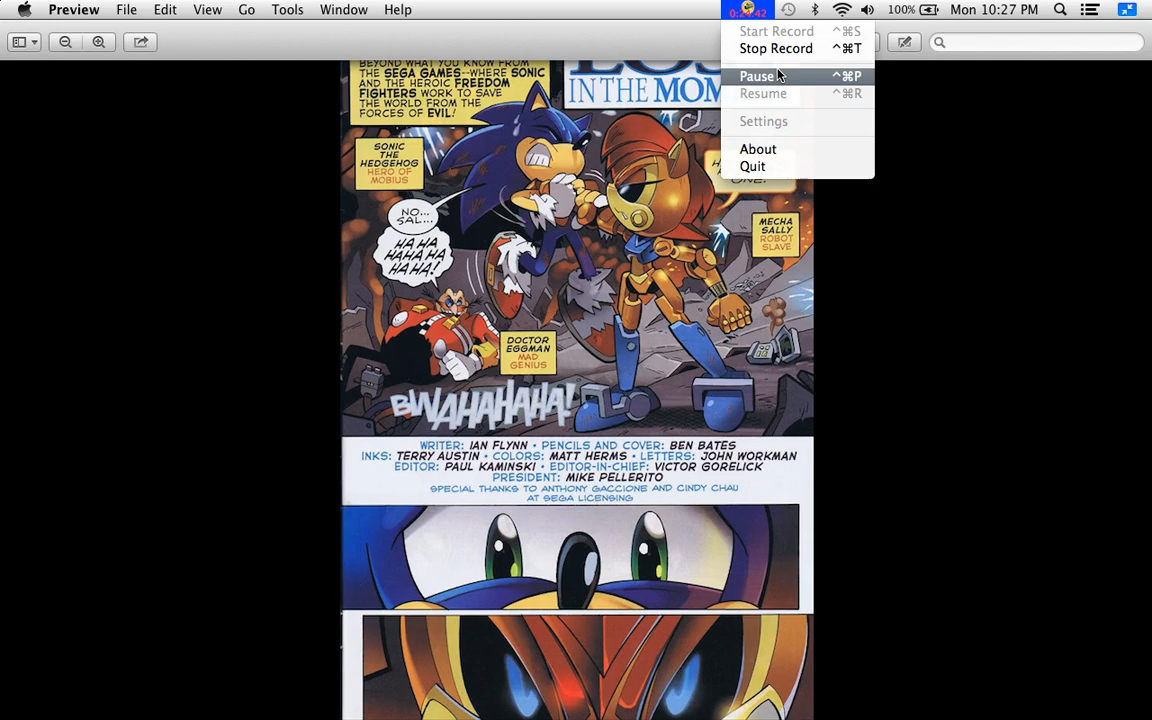 Preview File Edit View Go Tools Window Help
0:24:42
100% Mon 10:27 PM
Start Record ^⌘S
Stop Record ^⌘T
Pause ^⌘P
Resume ^⌘R
Settings
About
Quit
BEYOND WHAT YOU KNOW FROM
THE SEGA GAMES--WHERE SONIC
AND THE HEROIC FREEDOM
FIGHTERS WORK TO SAVE
THE WORLD FROM THE
FORCES OF EVIL!
IN THE MOM
SONIC
THE
HEDGEHOG
HERO OF
MOBIUS
ONE!
NO...
SAL...
HA HA
HAHA HA
HA HA!
MECHA
SALLY
ROBOT
SLAVE
DOCTOR
EGGMAN
MAD
GENIUS
BWAHAHAHA!
WRITER: IAN FLYNN • PENCILS AND COVER: BEN BATES
INKS: TERRY AUSTIN • COLORS: MATT HERMS • LETTERS: JOHN WORKMAN
EDITOR: PAUL KAMINSKI • EDITOR-IN-CHIEF: VICTOR GORELICK
PRESIDENT: MIKE PELLERITO
SPECIAL THANKS TO ANTHONY GACCIONE AND CINDY CHAU
AT SEGA LICENSING